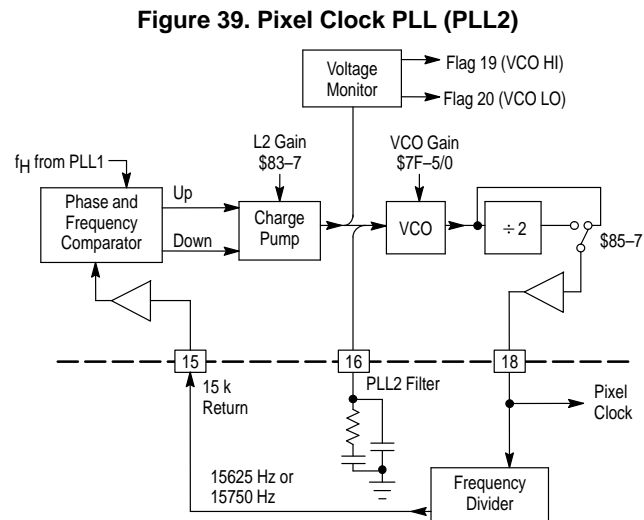 Figure 39. Pixel Clock PLL (PLL2)
Voltage
Monitor
Flag 19 (VCO HI)
Flag 20 (VCO LO)
L2 Gain
$83–7
VCO Gain
$7F–5/0
fH from PLL1
Phase and
Frequency
Comparator
Up
Down
Charge
Pump
VCO
÷ 2
$85–7
15
16
18
15 k
Return
PLL2 Filter
Pixel
Clock
15625 Hz or
15750 Hz
Frequency
Divider